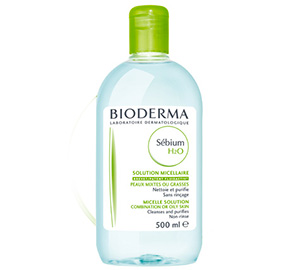 BIODERMA
LABORATOIRE DERMATOLOGIQUE
Sébium
H2O
SOLUTION MICELLAIRE
PEAUX MIXTES OU GRASSES
Nettoie et purifie
Sans rinçage
MICELLE SOLUTION
COMBINATION OR OILY SKIN
Cleanses and purifies
Non-rinse
500 ml e